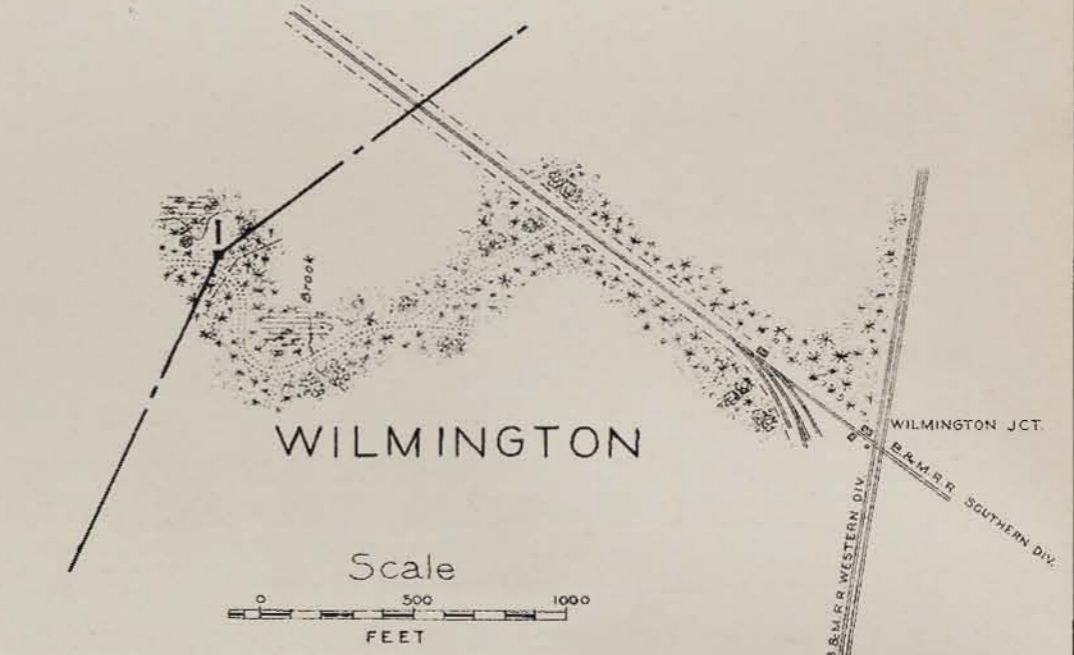 1
Brook
WILMINGTON
WILMINGTON JCT.
B.&M.R.R. SOUTHERN DIV.
B.&M.R.R WESTERN DIV.
Scale
0 500 1000
FEET